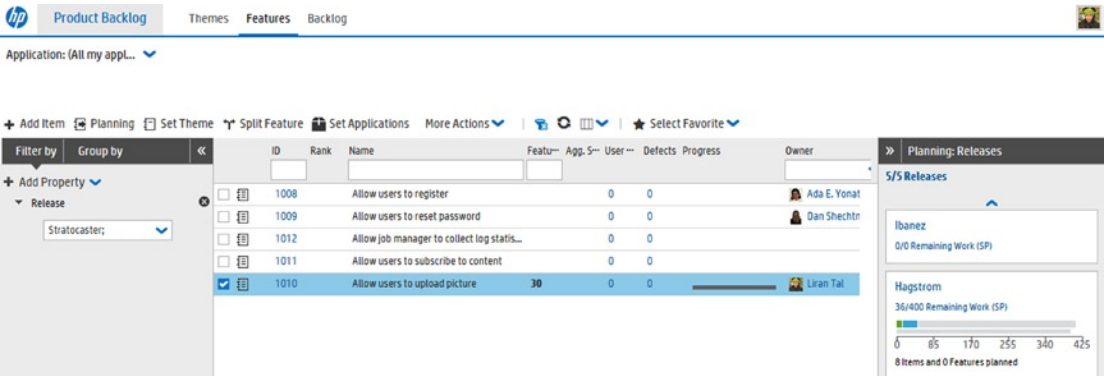 hp Product Backlog Themes Features Backlog
Application: (All my appl...
+ Add Item Planning Set Theme Split Feature Set Applications More Actions Select Favorite
Filter by Group by «
+ Add Property
Release
Stratocaster;
ID Rank Name Featu... Agg. S... User ... Defects Progress Owner
1008 Allow users to register 0 0 Ada E. Yonat
1009 Allow users to reset password 0 0 Dan Shechtn
1012 Allow job manager to collect log statis... 0 0
1011 Allow users to subscribe to content 0 0
1010 Allow users to upload picture 30 0 0 Liran Tal
» Planning: Releases
5/5 Releases
Ibanez
0/0 Remaining Work (SP)
Hagstrom
36/400 Remaining Work (SP)
0 85 170 255 340 425
8 Items and 0 Features planned